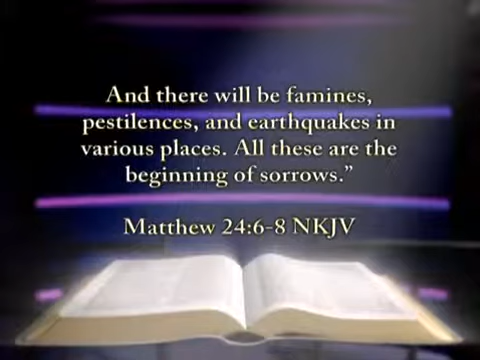 And there will be famines,
pestilences, and earthquakes in
various places. All these are the
beginning of sorrows.”
Matthew 24:6-8 NKJV